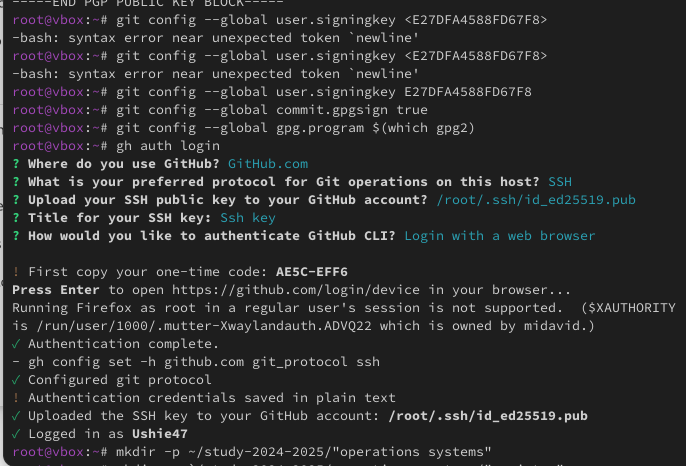 -----END PGP PUBLIC KEY BLOCK-----
root@vbox:~# git config --global user.signingkey <E27DFA4588FD67F8>
-bash: syntax error near unexpected token `newline'
root@vbox:~# git config --global user.signingkey <E27DFA4588FD67F8>
-bash: syntax error near unexpected token `newline'
root@vbox:~# git config --global user.signingkey E27DFA4588FD67F8
root@vbox:~# git config --global commit.gpgsign true
root@vbox:~# git config --global gpg.program $(which gpg2)
root@vbox:~# gh auth login
? Where do you use GitHub? GitHub.com
? What is your preferred protocol for Git operations on this host? SSH
? Upload your SSH public key to your GitHub account? /root/.ssh/id_ed25519.pub
? Title for your SSH key: Ssh key
? How would you like to authenticate GitHub CLI? Login with a web browser
! First copy your one-time code: AE5C-EFF6
Press Enter to open https://github.com/login/device in your browser...
Running Firefox as root in a regular user's session is not supported.  ($XAUTHORITY
is /run/user/1000/.mutter-Xwaylandauth.ADVQ22 which is owned by midavid.)
✓ Authentication complete.
- gh config set -h github.com git_protocol ssh
✓ Configured git protocol
! Authentication credentials saved in plain text
✓ Uploaded the SSH key to your GitHub account: /root/.ssh/id_ed25519.pub
✓ Logged in as Ushie47
root@vbox:~# mkdir -p ~/study-2024-2025/"operations systems"